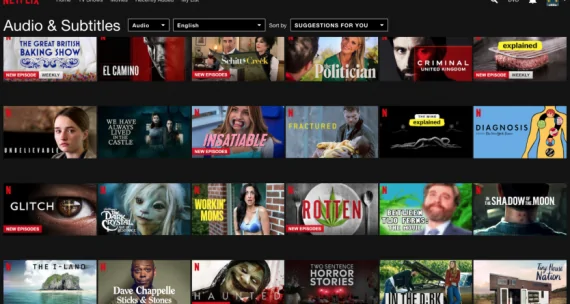 NETFLIX
Home TV Shows Movies Recently Added My List
Audio & Subtitles
Audio
English
Sort by
SUGGESTIONS FOR YOU
THE GREAT BRITISH
BAKING SHOW
NEW EPISODE WEEKLY
EL CAMINO
Schitt's Creek
NEW EPISODES
The Politician
CRIMINAL
UNITED KINGDOM
explained
NEW EPISODE WEEKLY
UNBELIEVABLE
WE HAVE
ALWAYS
LIVED
IN THE
CASTLE
INSATIABLE
NEW EPISODES
FRACTURED
THE MIND
explained
DIAGNOSIS
GLITCH
NEW EPISODES
THE
DARK
CRYSTAL
WORKIN'
MOMS
ROTTEN
NEW EPISODES
BETWEEN
TWO FERNS:
THE MOVIE
IN THE
SHADOW OF THE
MOON
THE I-LAND
Dave Chappelle
Sticks & Stones
HAUNTED
TWO SENTENCE
HORROR
STORIES
IN THE DARK
Tiny House
Nation